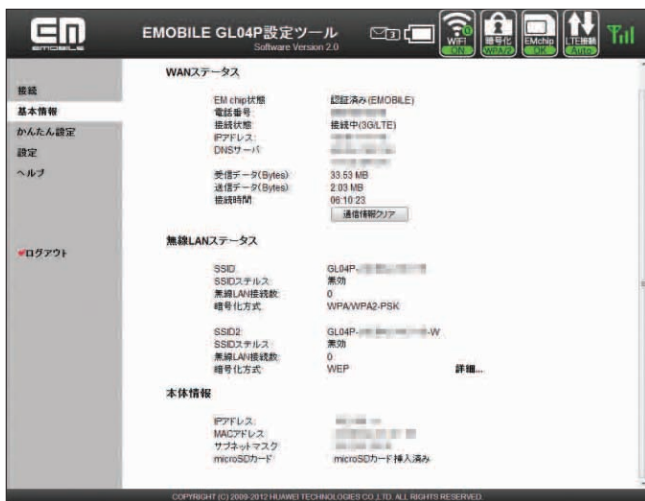 EM
EMOBILE
EMOBILE GL04P設定ツール
Software Version 2.0
WiFi
ON
暗号化
WPA/2
EMchip
OK
LTE接続
Auto
接続
基本情報
かんたん設定
設定
ヘルプ
ログアウト
WANステータス
EM chip状態 認証済み(EMOBILE)
電話番号:
接続状態: 接続中(3G/LTE)
IPアドレス:
DNSサーバ:
受信データ(Bytes) 33.53 MB
送信データ(Bytes) 2.03 MB
接続時間: 06:10:23
通信情報クリア
無線LANステータス
SSID: GL04P-
SSIDステルス: 無効
無線LAN接続数: 0
暗号化方式: WPA/WPA2-PSK
SSID2: GL04P- -W
SSIDステルス: 無効
無線LAN接続数: 0
暗号化方式: WEP 詳細...
本体情報
IPアドレス:
MACアドレス:
サブネットマスク:
microSDカード: microSDカード挿入済み
COPYRIGHT (C) 2009-2012 HUAWEI TECHNOLOGIES CO.,LTD. ALL RIGHTS RESERVED.